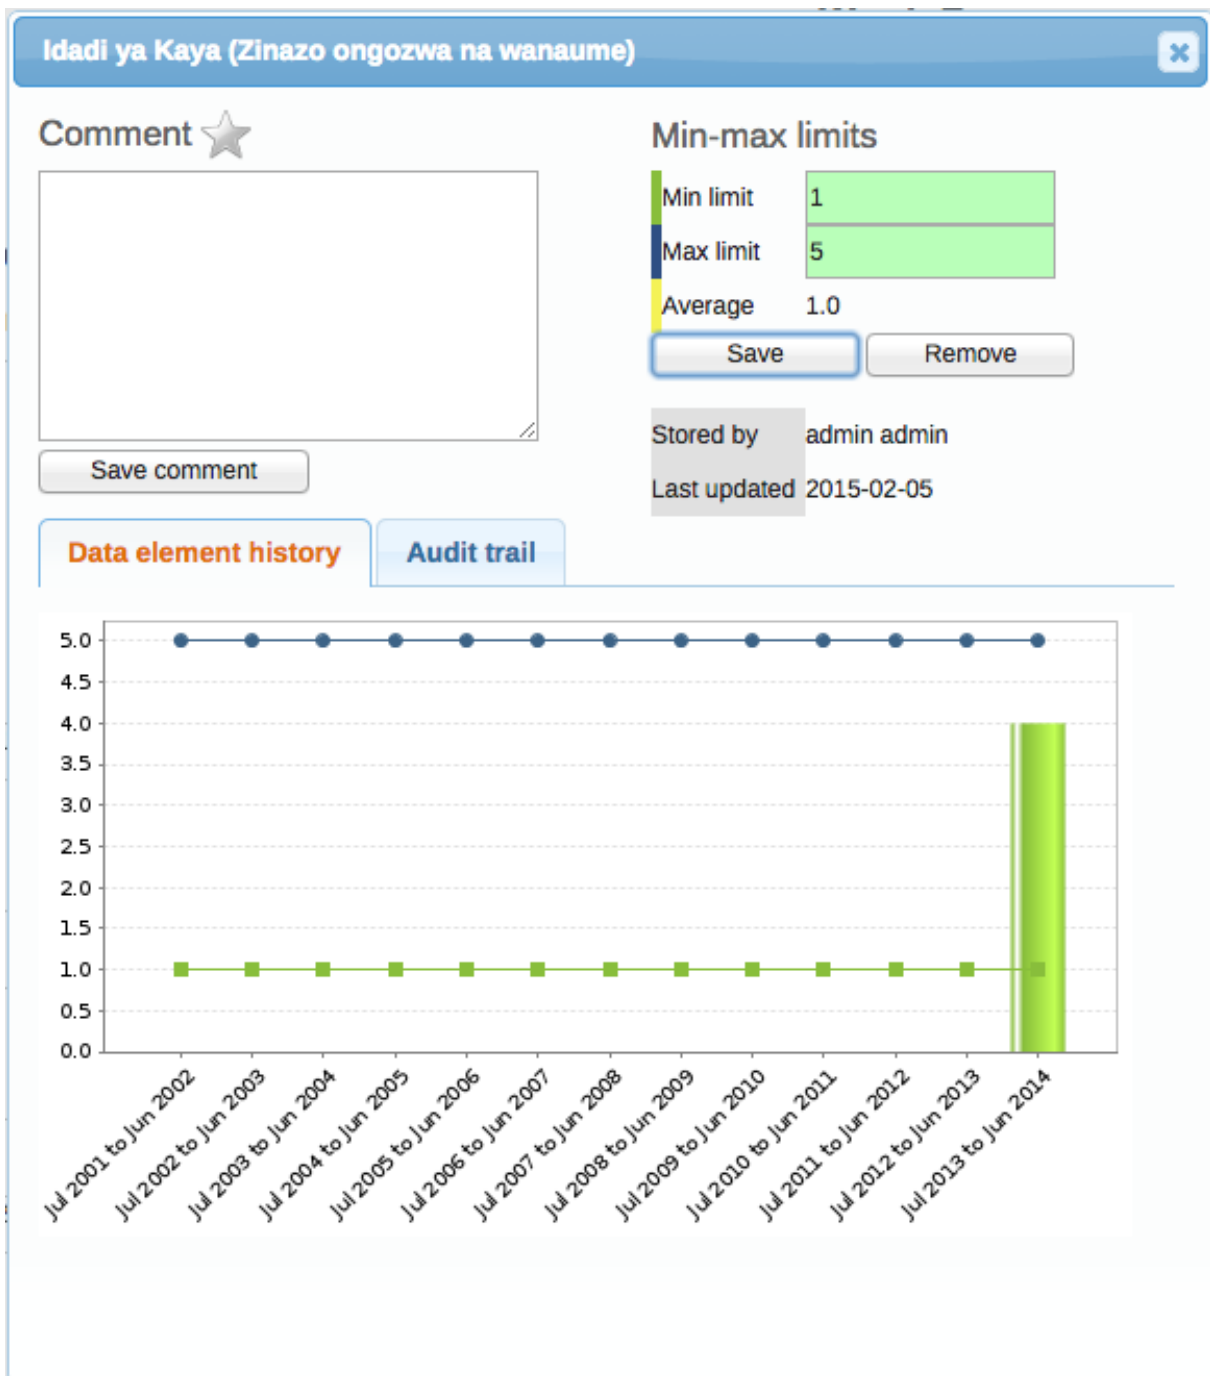 Idadi ya Kaya (Zinazo ongozwa na wanaume)
Comment
Min-max limits
Min limit 1
Max limit 5
Average 1.0
Save Remove
Stored by admin admin
Save comment
Last updated 2015-02-05
Data element history Audit trail
5.0
4.5
4.0
3.5
3.0
2.5
2.0
1.5
1.0
0.5
0.0
Jul 2001 to Jun 2002
Jul 2002 to Jun 2003
Jul 2003 to Jun 2004
Jul 2004 to Jun 2005
Jul 2005 to Jun 2006
Jul 2006 to Jun 2007
Jul 2007 to Jun 2008
Jul 2008 to Jun 2009
Jul 2009 to Jun 2010
Jul 2010 to Jun 2011
Jul 2011 to Jun 2012
Jul 2012 to Jun 2013
Jul 2013 to Jun 2014